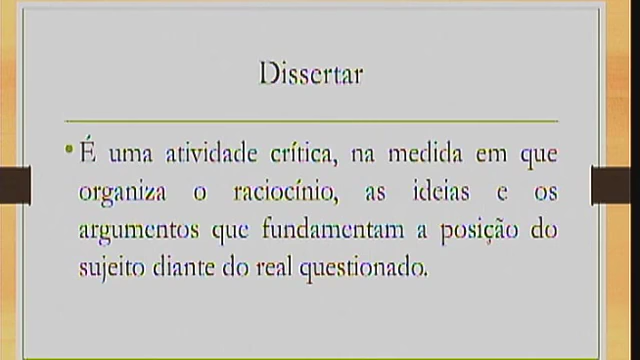 Dissertar
• É uma atividade crítica, na medida em que
organiza o raciocínio, as ideias e os
argumentos que fundamentam a posição do
sujeito diante do real questionado.